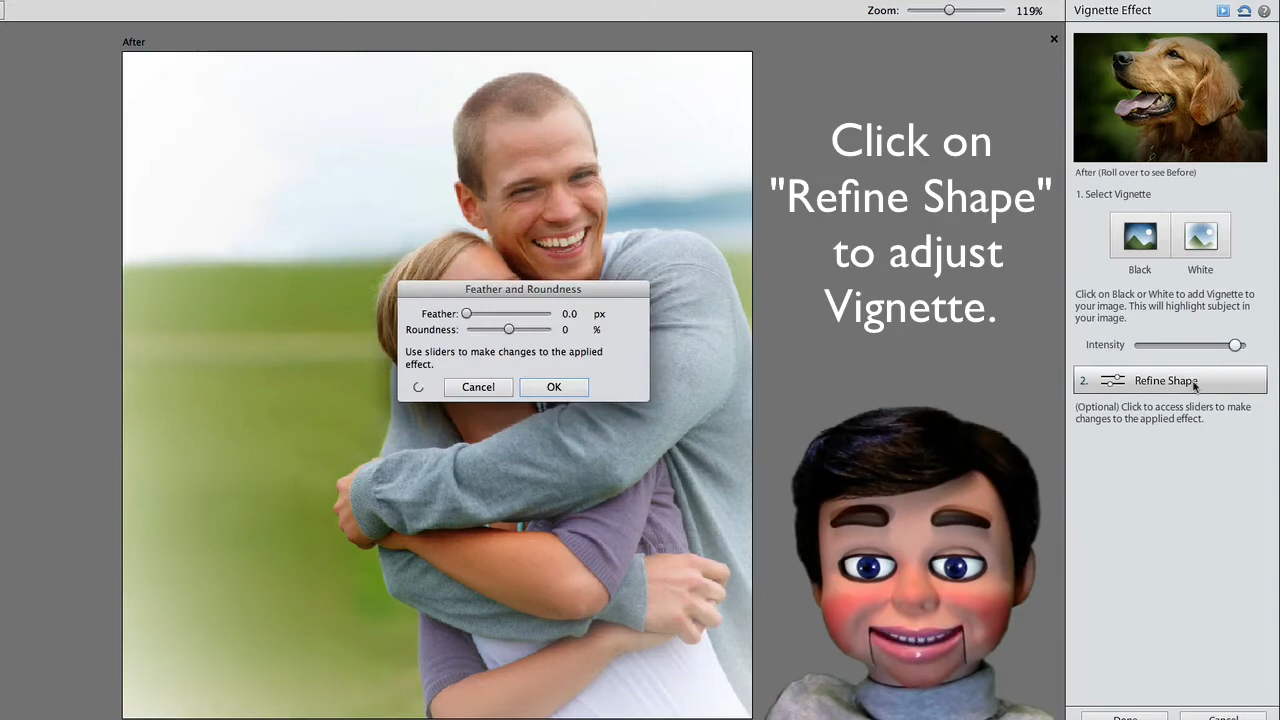 Zoom: 119%
Vignette Effect
After
Click on
"Refine Shape"
to adjust
Vignette.
Feather and Roundness
Feather: 0.0 px
Roundness: 0 %
Use sliders to make changes to the applied
effect.
Cancel OK
After (Roll over to see Before)
1. Select Vignette
Black White
Click on Black or White to add Vignette to
your image. This will highlight subject in
your image.
Intensity
2. Refine Shape
(Optional) Click to access sliders to make
changes to the applied effect.
Done Cancel